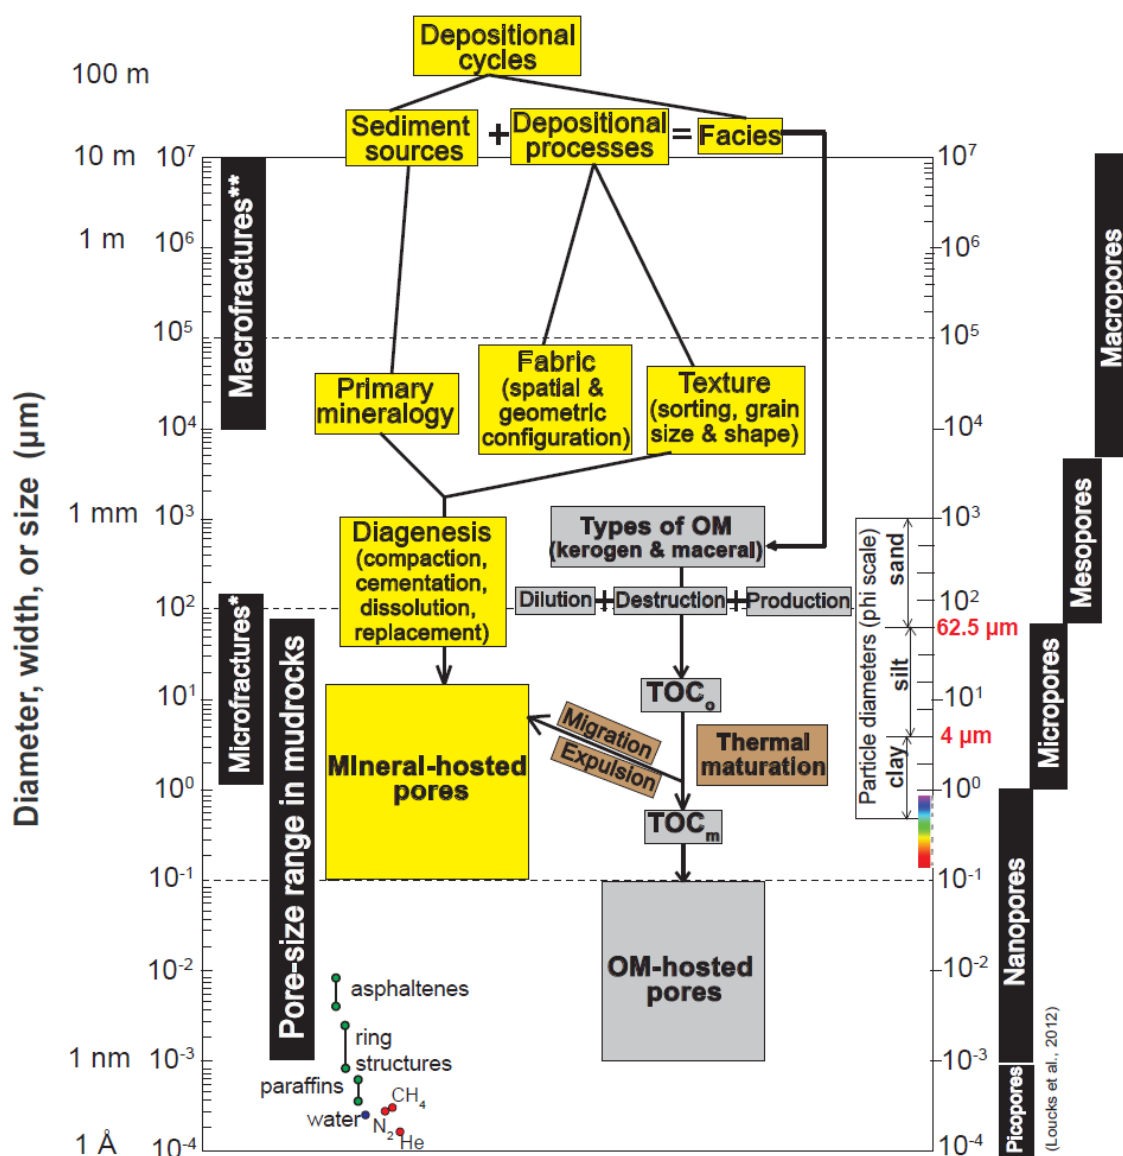 Depositional
cycles
100 m
Sediment
sources
+
Depositional
processes
=
Facies
10 m
10⁷
10⁷
Macrofractures**
Macropores
1 m
10⁶
10⁶
10⁵
10⁵
Primary
mineralogy
Fabric
(spatial &
geometric
configuration)
Texture
(sorting, grain
size & shape)
10⁴
10⁴
Diameter, width, or size (µm)
1 mm
10³
10³
Diagenesis
(compaction,
cementation,
dissolution,
replacement)
Types of OM
(kerogen & maceral)
Dilution + Destruction + Production
Particle diameters (phi scale)
sand
silt
clay
Mesopores
10²
10²
62.5 µm
Microfractures*
Pore-size range in mudrocks
Micropores
10¹
10¹
TOCₒ
Migration
Expulsion
Thermal
maturation
4 µm
MIneral-hosted
pores
10⁰
10⁰
TOCₘ
10⁻¹
10⁻¹
Nanopores
OM-hosted
pores
10⁻²
10⁻²
asphaltenes
ring
structures
1 nm
10⁻³
10⁻³
paraffins
CH₄
water
N₂
He
Picopores
(Loucks et al., 2012)
1 Å
10⁻⁴
10⁻⁴